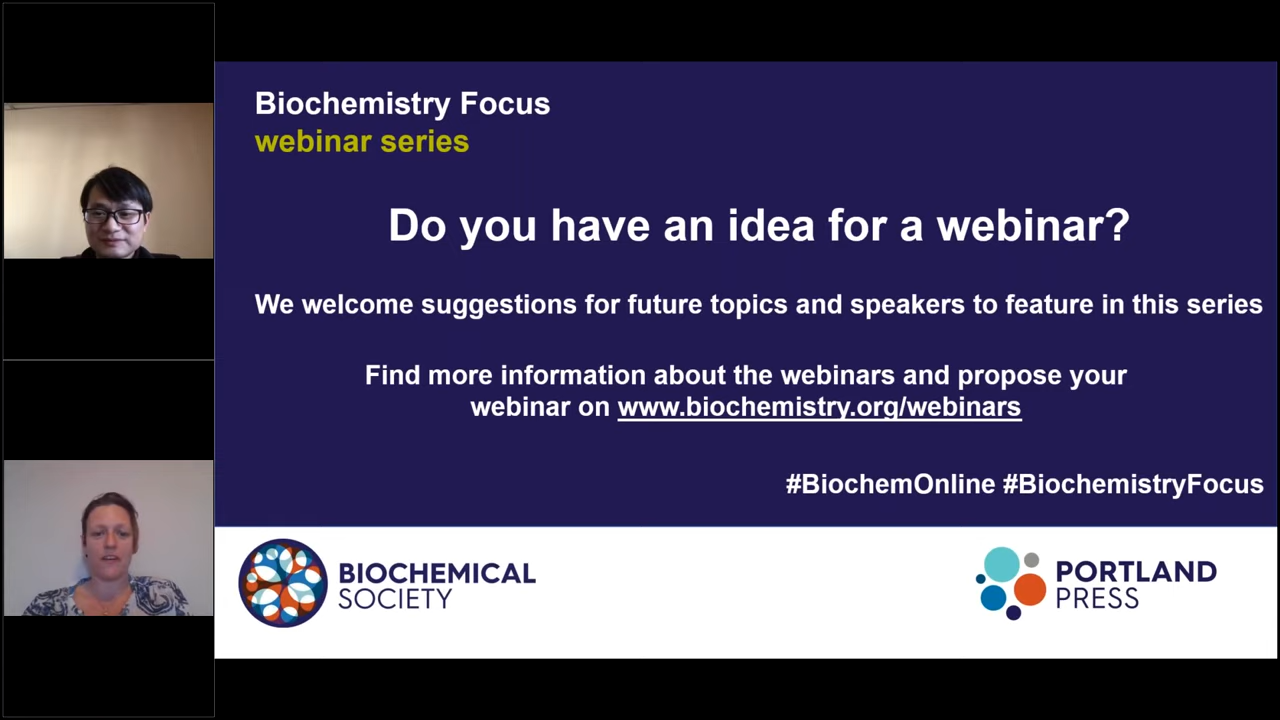 Biochemistry Focus
webinar series
Do you have an idea for a webinar?
We welcome suggestions for future topics and speakers to feature in this series
Find more information about the webinars and propose your
webinar on www.biochemistry.org/webinars
#BiochemOnline #BiochemistryFocus
BIOCHEMICAL
SOCIETY
PORTLAND
PRESS